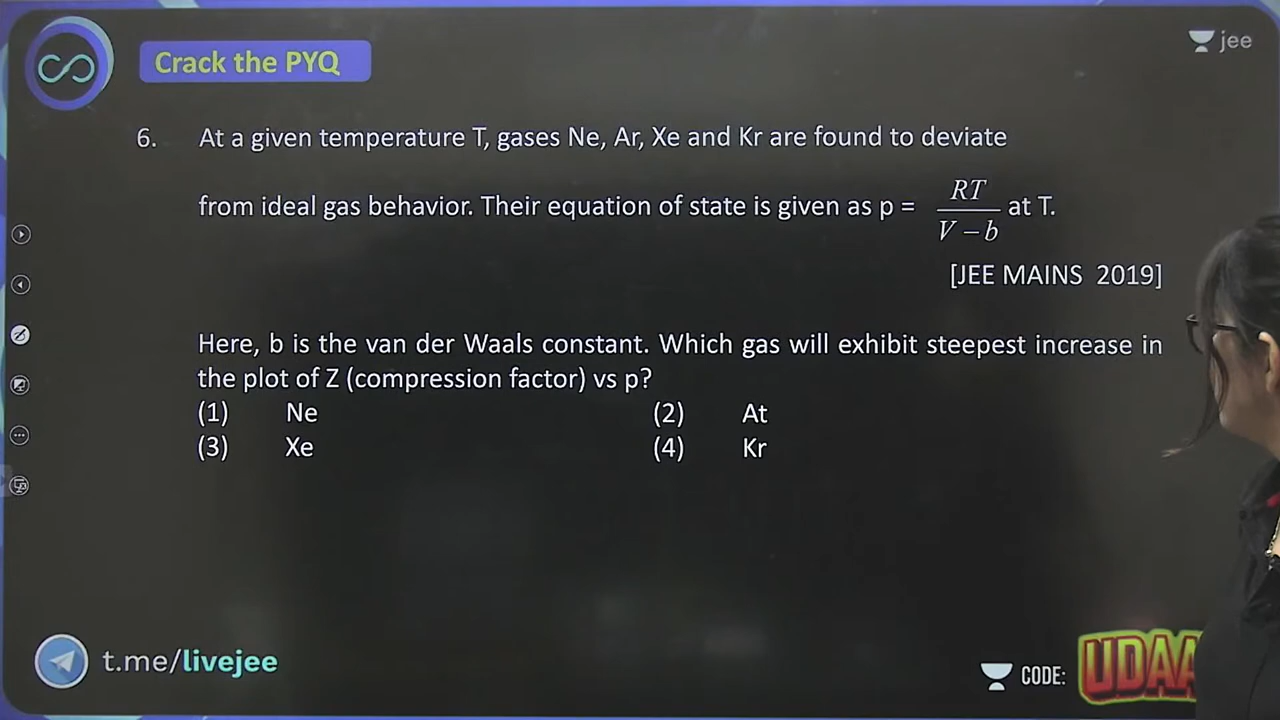 Crack the PYQ
jee
6. At a given temperature T, gases Ne, Ar, Xe and Kr are found to deviate
from ideal gas behavior. Their equation of state is given as p = RT / V – b at T.
[JEE MAINS 2019]
Here, b is the van der Waals constant. Which gas will exhibit steepest increase in
the plot of Z (compression factor) vs p?
(1) Ne (2) At
(3) Xe (4) Kr
t.me/livejee
CODE: